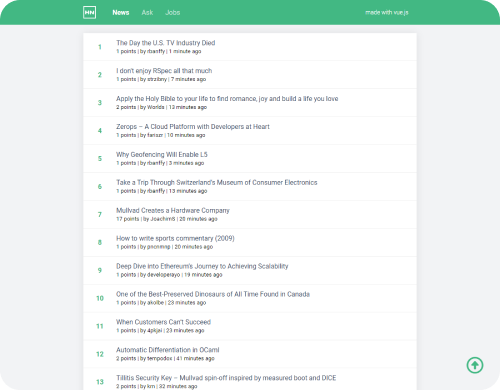 HN News Ask Jobs made with vue.js
1 The Day the U.S. TV Industry Died
1 points | by rbanffy | 1 minute ago
2 I don't enjoy RSpec all that much
1 points | by strzibny | 7 minutes ago
3 Apply the Holy Bible to your life to find romance, joy and build a life you love
2 points | by Worlds | 13 minutes ago
4 Zerops – A Cloud Platform with Developers at Heart
1 points | by fanszr | 10 minutes ago
5 Why Geofencing Will Enable L5
1 points | by rbanffy | 3 minutes ago
6 Take a Trip Through Switzerland's Museum of Consumer Electronics
1 points | by rbanffy | 13 minutes ago
7 Mullvad Creates a Hardware Company
17 points | by JoachimS | 20 minutes ago
8 How to write sports commentary (2009)
1 points | by pncnmnp | 20 minutes ago
9 Deep Dive into Ethereum's Journey to Achieving Scalability
1 points | by developerayo | 19 minutes ago
10 One of the Best-Preserved Dinosaurs of All Time Found in Canada
1 points | by akolbe | 23 minutes ago
11 When Customers Can't Succeed
1 points | by 4pkjai | 23 minutes ago
12 Automatic Differentiation in OCaml
2 points | by tempodox | 41 minutes ago
13 Tillitis Security Key – Mullvad spin-off inspired by measured boot and DICE
2 points | by km | 32 minutes ago